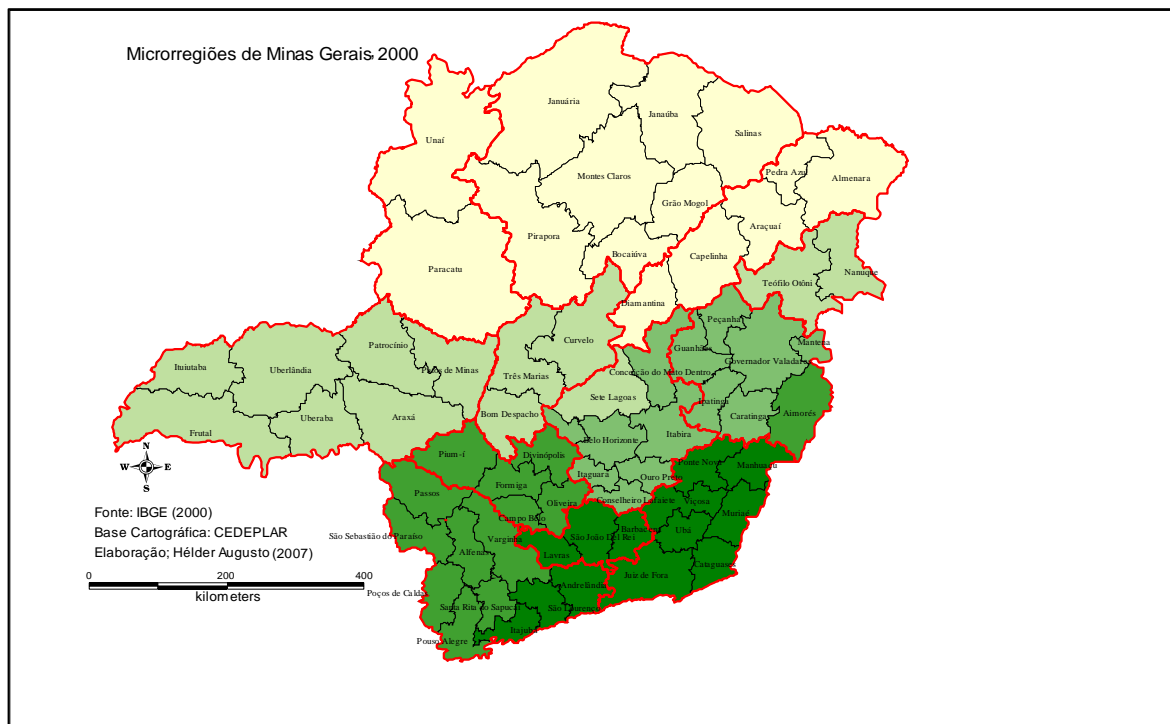 Microrregiões de Minas Gerais, 2000
Januária
Janaúba
Salinas
Unaí
Montes Claros
Pedra Azul
Almenara
Grão Mogol
Araçuaí
Pirapora
Bocaiúva
Capelinha
Paracatu
Nanuque
Teófilo Otôni
Diamantina
Peçanha
Curvelo
Mantena
Patrocínio
Guanhães
Governador Valadares
Ituiutaba
Uberlândia
Patos de Minas
Três Marias
Conceição do Mato Dentro
Sete Lagoas
Ipatinga
Bom Despacho
Caratinga
Aimorés
Uberaba
Araxá
Frutal
Itabira
Belo Horizonte
Pium-í
Divinópolis
Ponte Nova
Manhuaçu
Itaguara
Ouro Preto
Formiga
Passos
Conselheiro Lafaiete
Viçosa
Oliveira
Muriaé
Campo Belo
Barbacena
Ubá
São João Del Rei
São Sebastião do Paraíso
Varginha
Alfenas
Lavras
Cataguases
Juiz de Fora
Andrelândia
Poços de Caldas
Santa Rita do Sapucaí
São Lourenço
Itajubá
Pouso Alegre
N
W E
S
Fonte: IBGE (2000)
Base Cartográfica: CEDEPLAR
Elaboração; Hélder Augusto (2007)
0 200 400
kilometers